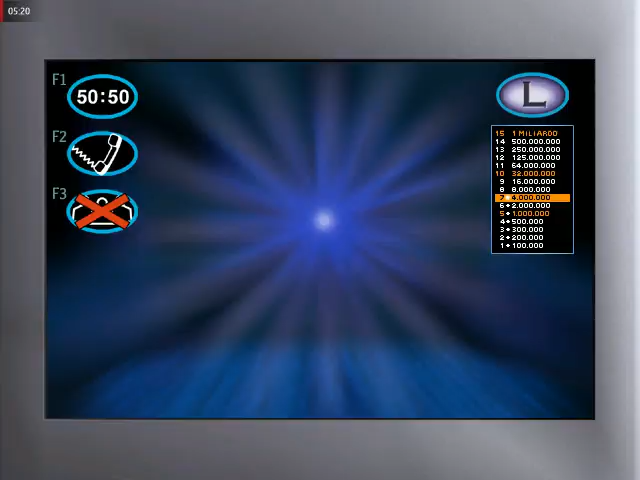 05:20
F1
50:50
F2
F3
L
15 1 MILIARDO
14 500.000.000
13 250.000.000
12 125.000.000
11 64.000.000
10 32.000.000
9 16.000.000
8 8.000.000
7 ♦ 4.000.000
6 ♦ 2.000.000
5 ♦ 1.000.000
4 ♦ 500.000
3 ♦ 300.000
2 ♦ 200.000
1 ♦ 100.000